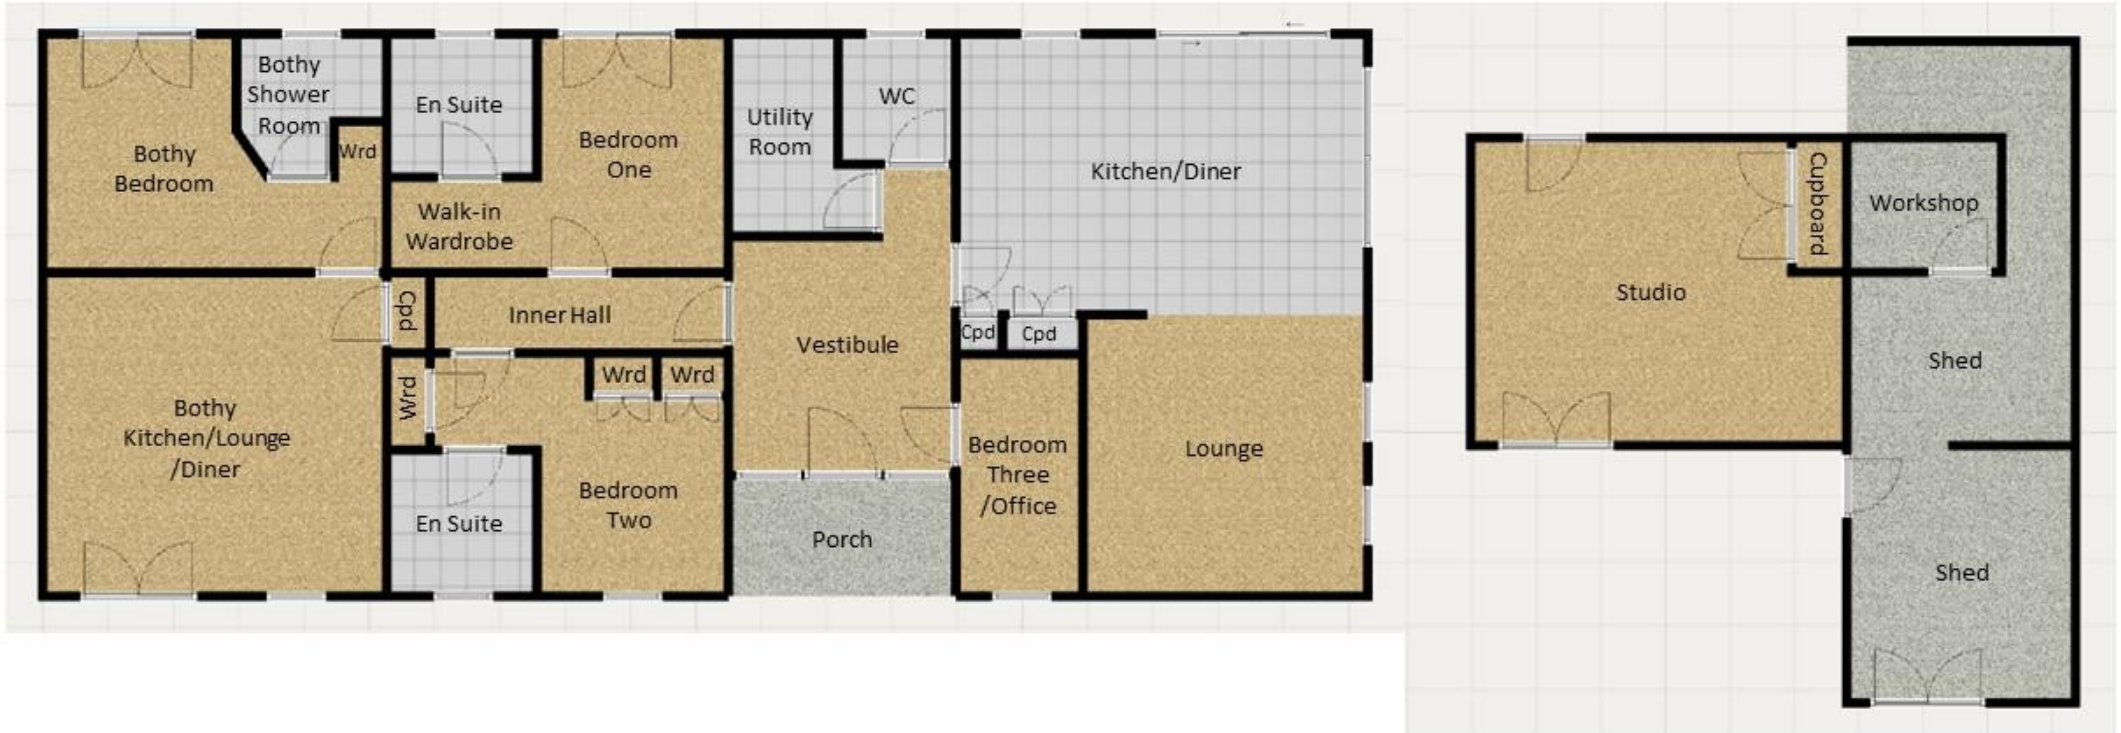 Bothy
Shower
Room
En Suite
Bedroom
One
Utility
Room
WC
Kitchen/Diner
Bothy
Bedroom
Wrd
Walk-in
Wardrobe
Cpd
Inner Hall
Vestibule
Cpd
Cpd
Bothy
Kitchen/Lounge
/Diner
Wrd
Wrd
Wrd
En Suite
Bedroom
Two
Porch
Bedroom
Three
/Office
Lounge
Cupboard
Workshop
Studio
Shed
Shed